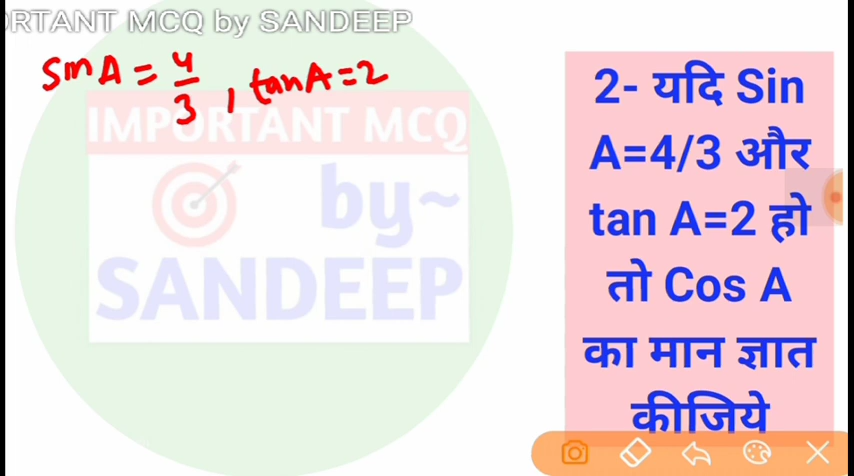 ORTANT MCQ by SANDEEP
sin A = 4/3, tan A = 2
IMPORTANT MCQ
by~
SANDEEP
2- यदि Sin
A=4/3 और
tan A=2 हो
तो Cos A
का मान ज्ञात
कीजिये